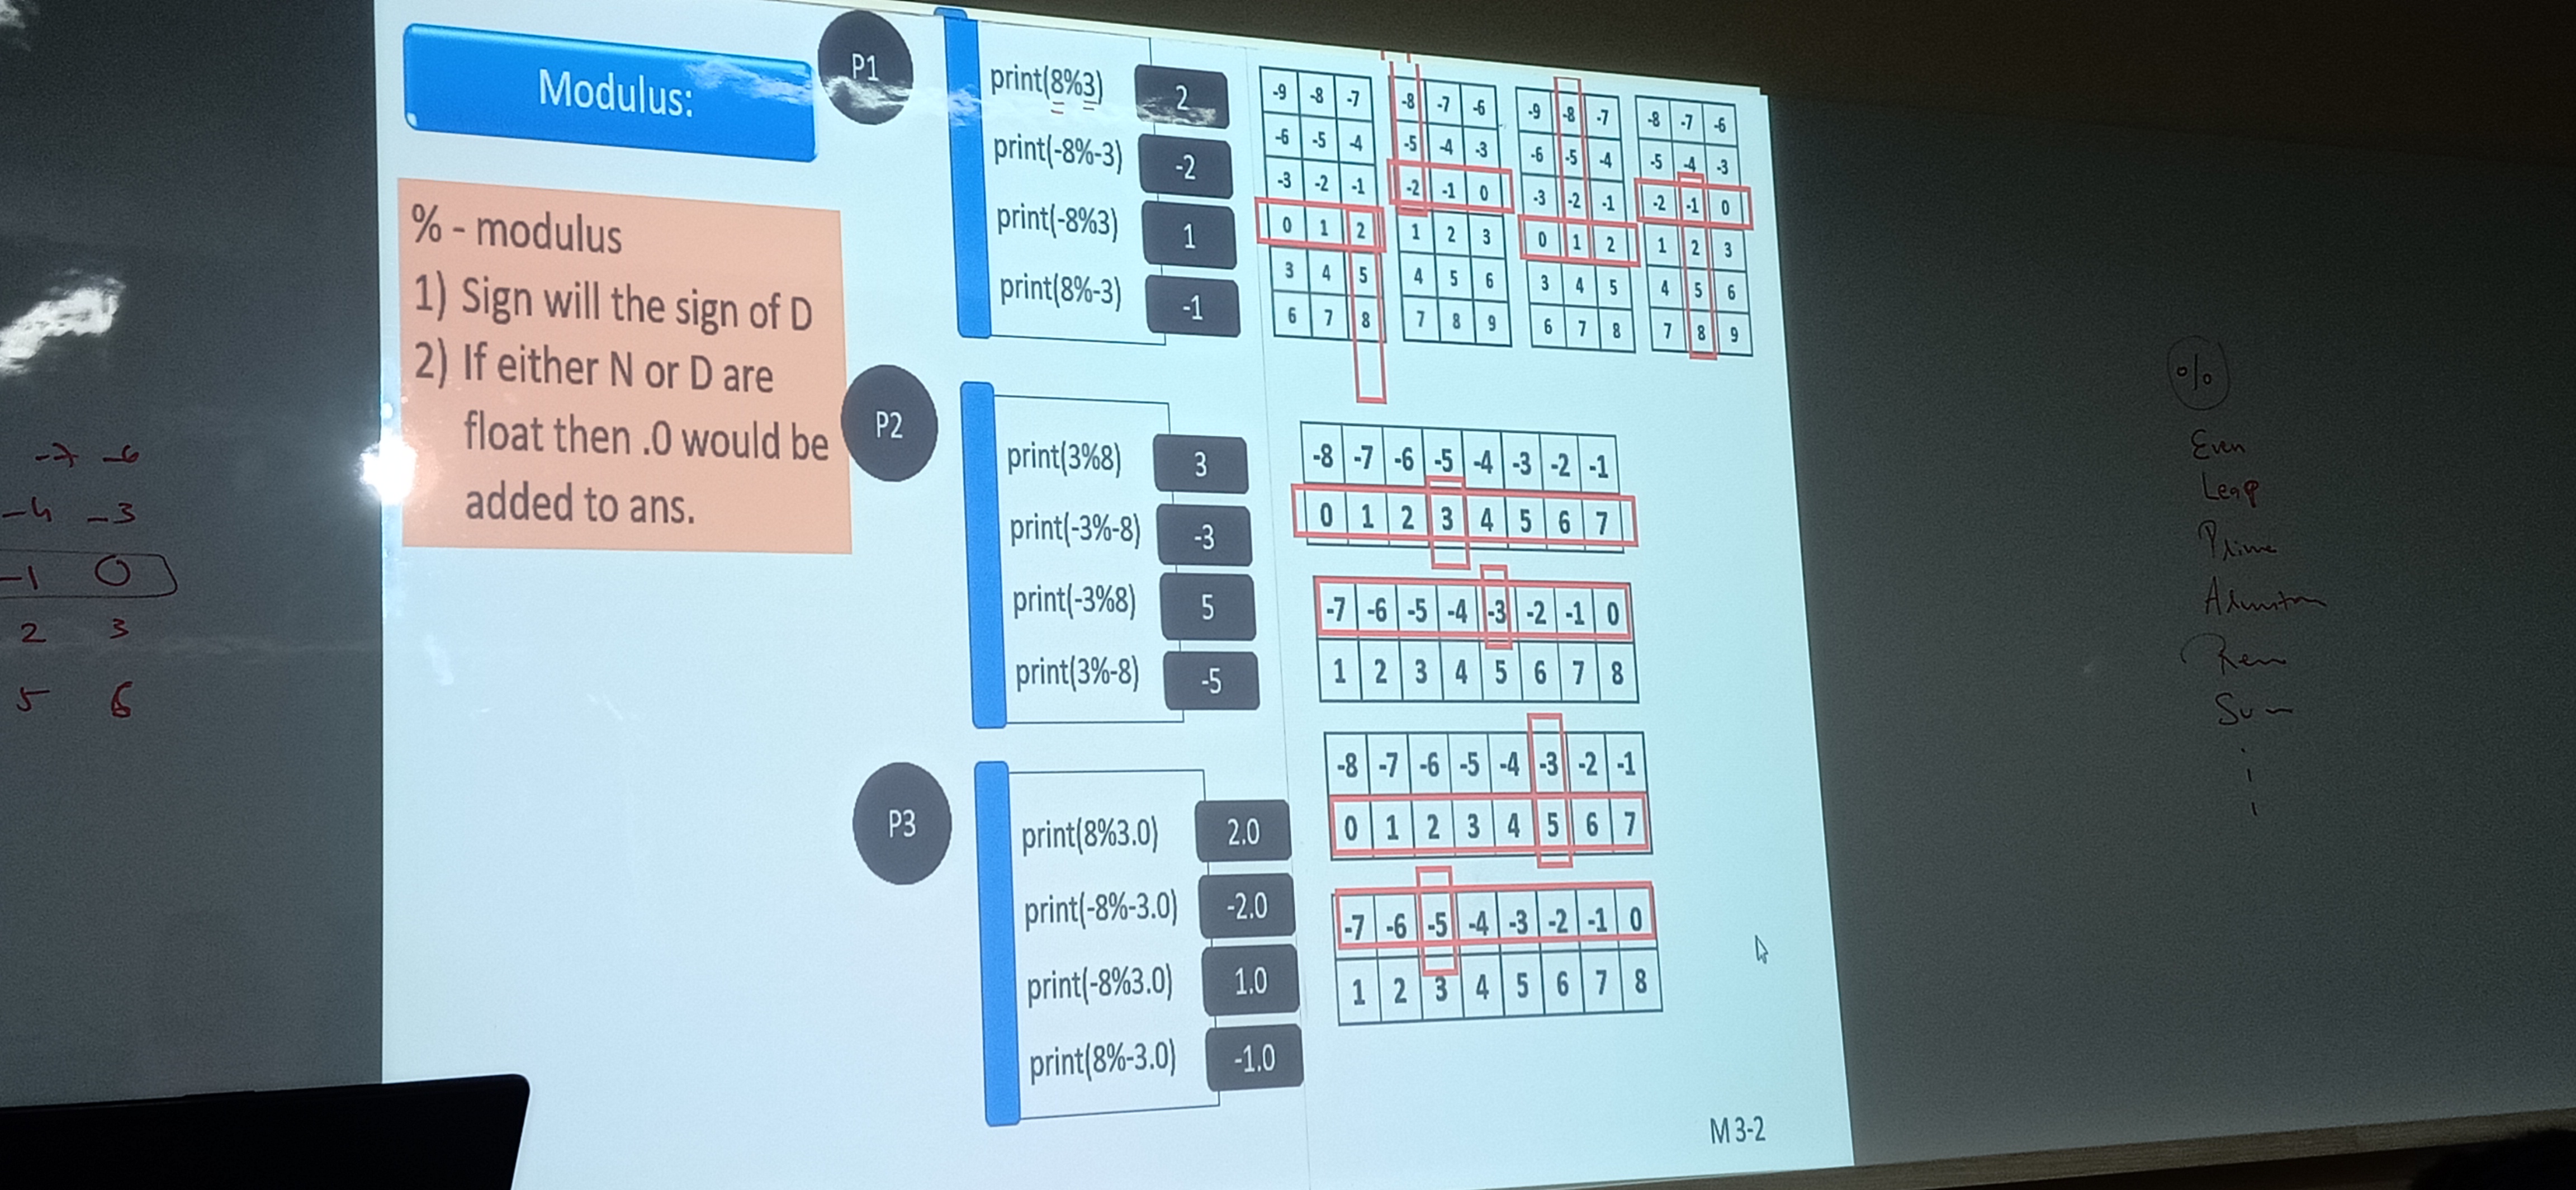 Modulus:
% - modulus
1) Sign will the sign of D
2) If either N or D are
float then .0 would be
added to ans.
P1
print(8%3) 2
print(-8%-3) -2
print(-8%3) 1
print(8%-3) -1
-9 -8 -7
-6 -5 -4
-3 -2 -1
0 1 2
3 4 5
6 7 8
-8 -7 -6
-5 -4 -3
-2 -1 0
1 2 3
4 5 6
7 8 9
-9 -8 -7
-6 -5 -4
-3 -2 -1
0 1 2
3 4 5
6 7 8
-8 -7 -6
-5 -4 -3
-2 -1 0
1 2 3
4 5 6
7 8 9
P2
print(3%8) 3
print(-3%-8) -3
print(-3%8) 5
print(3%-8) -5
-8 -7 -6 -5 -4 -3 -2 -1
0 1 2 3 4 5 6 7
-7 -6 -5 -4 -3 -2 -1 0
1 2 3 4 5 6 7 8
P3
print(8%3.0) 2.0
print(-8%-3.0) -2.0
print(-8%3.0) 1.0
print(8%-3.0) -1.0
-8 -7 -6 -5 -4 -3 -2 -1
0 1 2 3 4 5 6 7
-7 -6 -5 -4 -3 -2 -1 0
1 2 3 4 5 6 7 8
M 3-2
-7 -6
-4 -3
-1 0
2 3
5 6
%
Even
Leap
Prime
Rem
Sum